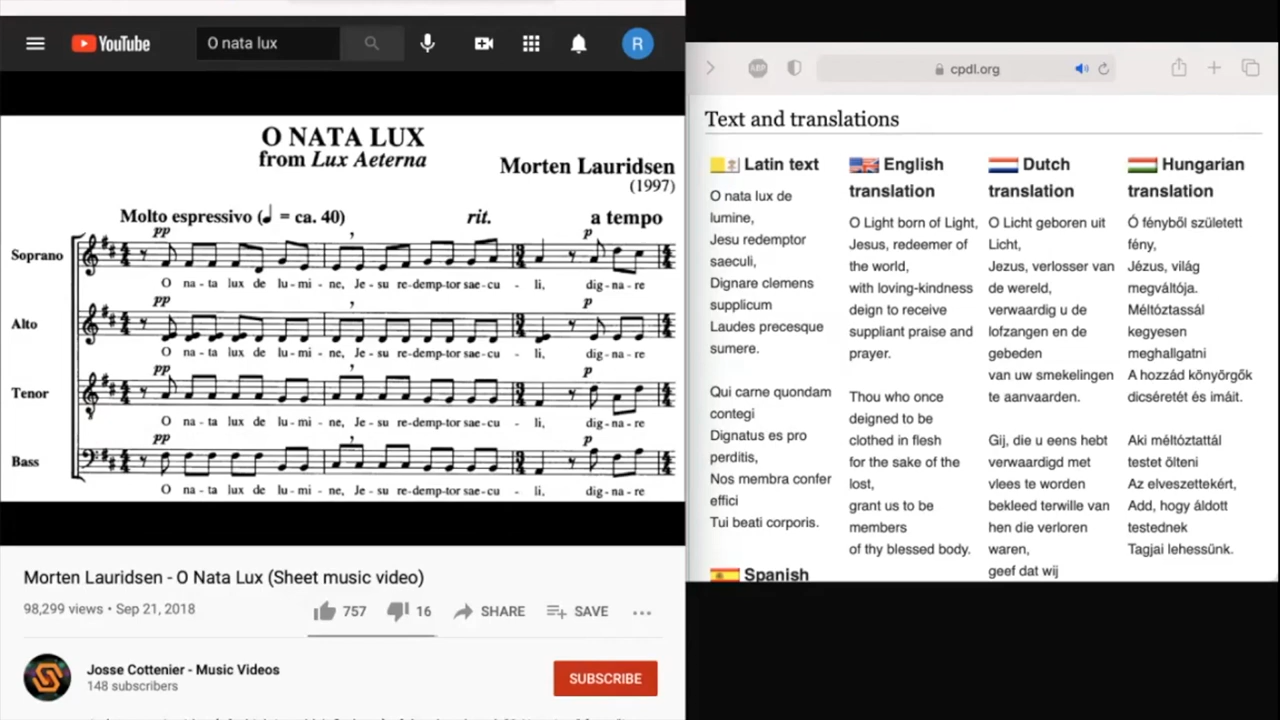 YouTube
O nata lux
R
O NATA LUX
from Lux Aeterna
Morten Lauridsen
(1997)
Molto espressivo (♩ = ca. 40) rit. a tempo
pp p
Soprano
O na - ta lux de lu - mi - ne, Je - su re-demp-tor sae-cu - li, dig-na-re
pp p
Alto
O na - ta lux de lu - mi - ne, Je - su re-demp-tor sae-cu - li, dig-na-re
pp p
Tenor
O na - ta lux de lu - mi - ne, Je - su re-demp-tor sae-cu - li, dig-na-re
pp p
Bass
O na - ta lux de lu - mi - ne, Je - su re-demp-tor sae-cu - li, dig-na-re
Morten Lauridsen - O Nata Lux (Sheet music video)
98,299 views • Sep 21, 2018
757
16
SHARE
SAVE
Josse Cottenier - Music Videos
148 subscribers
SUBSCRIBE
ABP
cpdl.org
Text and translations
Latin text
O nata lux de
lumine,
Jesu redemptor
saeculi,
Dignare clemens
supplicum
Laudes precesque
sumere.
Qui carne quondam
contegi
Dignatus es pro
perditis,
Nos membra confer
effici
Tui beati corporis.
Spanish
English
translation
O Light born of Light,
Jesus, redeemer of
the world,
with loving-kindness
deign to receive
suppliant praise and
prayer.
Thou who once
deigned to be
clothed in flesh
for the sake of the
lost,
grant us to be
members
of thy blessed body.
Dutch
translation
O Licht geboren uit
Licht,
Jezus, verlosser van
de wereld,
verwaardig u de
lofzangen en de
gebeden
van uw smekelingen
te aanvaarden.
Gij, die u eens hebt
verwaardigd met
vlees te worden
bekleed terwille van
hen die verloren
waren,
geef dat wij
Hungarian
translation
Ó fényből született
fény,
Jézus, világ
megváltója.
Méltóztassál
kegyesen
meghallgatni
A hozzád könyörgők
dicséretét és imáit.
Aki méltóztattál
testet ölteni
Az elveszettekért,
Add, hogy áldott
testednek
Tagjai lehessünk.